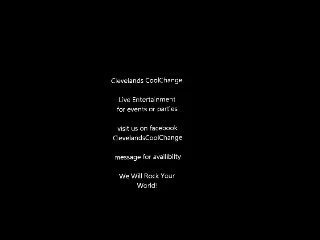 Clevelands CoolChange
Live Entertainment
for events or parties
visit us on facebook
ClevelandsCoolChange
message for availibilty
We Will Rock Your
World!